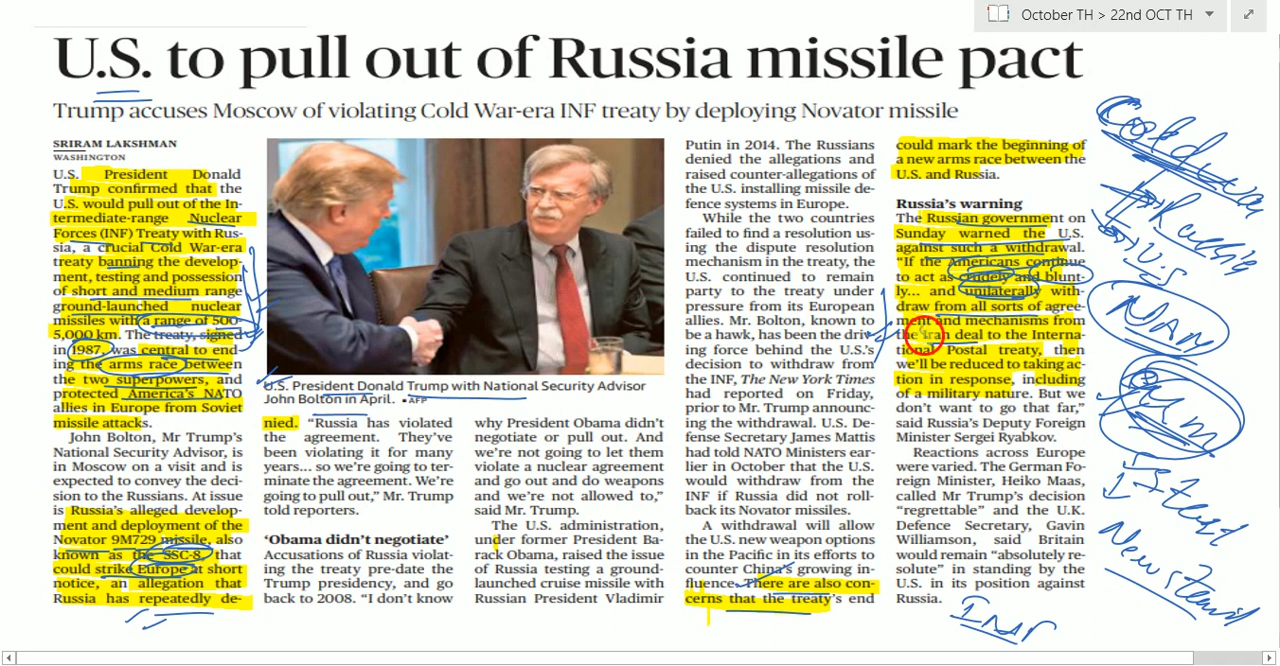 October TH > 22nd OCT TH
U.S. to pull out of Russia missile pact
Trump accuses Moscow of violating Cold War-era INF treaty by deploying Novator missile
SRIRAM LAKSHMAN
WASHINGTON
U.S. President Donald
Trump confirmed that the
U.S. would pull out of the In-
termediate-range Nuclear
Forces (INF) Treaty with Rus-
sia, a crucial Cold War-era
treaty banning the develop-
ment, testing and possession
of short and medium range
ground-launched nuclear
missiles with a range of 500-
5,000 km. The treaty, signed
in 1987, was central to end-
ing the arms race between
the two superpowers, and
protected America's NATO
allies in Europe from Soviet
missile attacks.
John Bolton, Mr Trump's
National Security Advisor, is
in Moscow on a visit and is
expected to convey the deci-
sion to the Russians. At issue
is Russia's alleged develop-
ment and deployment of the
Novator 9M729 missile, also
known as the SSC-8, that
could strike Europe at short
notice, an allegation that
Russia has repeatedly de-
U.S. President Donald Trump with National Security Advisor
John Bolton in April. ▪AFP
nied. “Russia has violated
the agreement. They've
been violating it for many
years... so we're going to ter-
minate the agreement. We're
going to pull out,” Mr. Trump
told reporters.
‘Obama didn't negotiate’
Accusations of Russia violat-
ing the treaty pre-date the
Trump presidency, and go
back to 2008. “I don't know
why President Obama didn't
negotiate or pull out. And
we're not going to let them
violate a nuclear agreement
and go out and do weapons
and we're not allowed to,”
said Mr. Trump.
The U.S. administration,
under former President Ba-
rack Obama, raised the issue
of Russia testing a ground-
launched cruise missile with
Russian President Vladimir
Putin in 2014. The Russians
denied the allegations and
raised counter-allegations of
the U.S. installing missile de-
fence systems in Europe.
While the two countries
failed to find a resolution us-
ing the dispute resolution
mechanism in the treaty, the
U.S. continued to remain
party to the treaty under
pressure from its European
allies. Mr. Bolton, known to
be a hawk, has been the driv-
ing force behind the U.S.'s
decision to withdraw from
the INF, The New York Times
had reported on Friday,
prior to Mr. Trump announc-
ing the withdrawal. U.S. De-
fense Secretary James Mattis
had told NATO Ministers ear-
lier in October that the U.S.
would withdraw from the
INF if Russia did not roll-
back its Novator missiles.
A withdrawal will allow
the U.S. new weapon options
in the Pacific in its efforts to
counter China's growing in-
fluence. There are also con-
cerns that the treaty's end
could mark the beginning of
a new arms race between the
U.S. and Russia.
Russia's warning
The Russian government on
Sunday warned the U.S.
against such a withdrawal.
“If the Americans continue
to act as crudely and blunt-
ly... and unilaterally with-
draw from all sorts of agree-
ment and mechanisms from
the Iran deal to the Interna-
tional Postal treaty, then
we'll be reduced to taking ac-
tion in response, including
of a military nature. But we
don't want to go that far,”
said Russia's Deputy Foreign
Minister Sergei Ryabkov.
Reactions across Europe
were varied. The German Fo-
reign Minister, Heiko Maas,
called Mr Trump's decision
“regrettable” and the U.K.
Defence Secretary, Gavin
Williamson, said Britain
would remain “absolutely re-
solute” in standing by the
U.S. in its position against
Russia.
Cold war
Russia
US
NAM